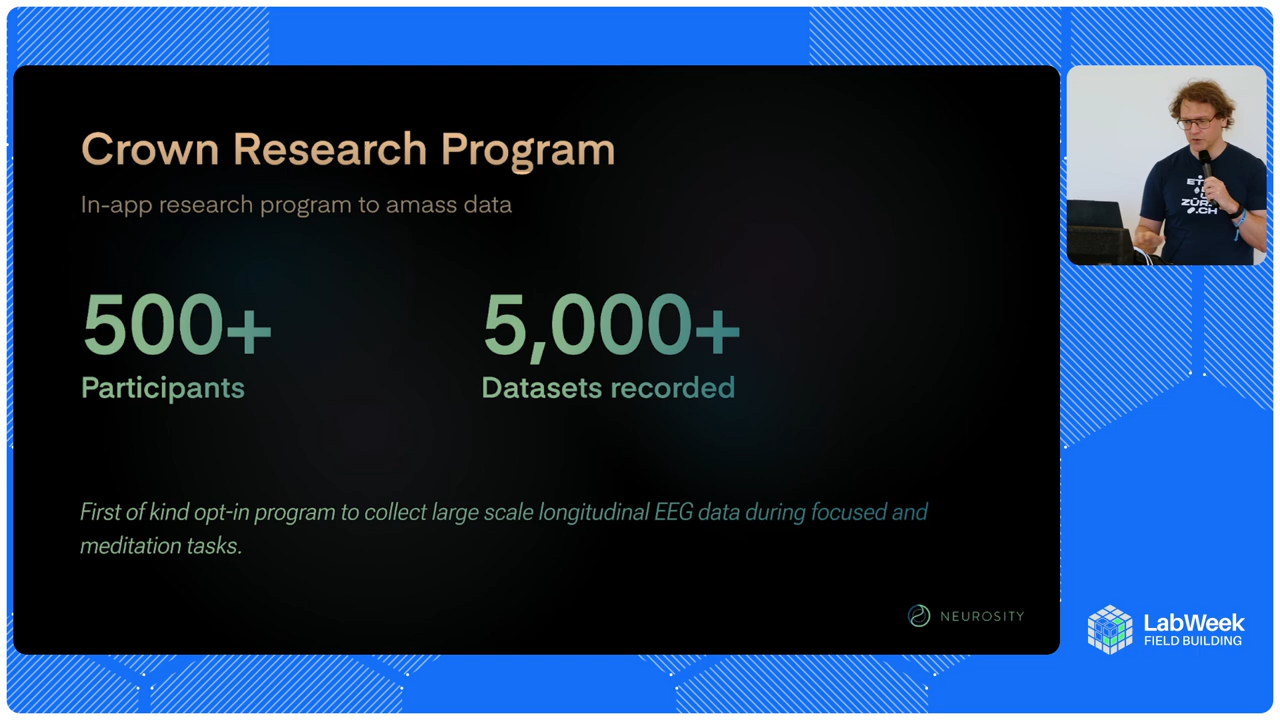 Crown Research Program
In-app research program to amass data
500+
Participants
5,000+
Datasets recorded
First of kind opt-in program to collect large scale longitudinal EEG data during focused and
meditation tasks.
NEUROSITY
.CH
LabWeek
FIELD BUILDING